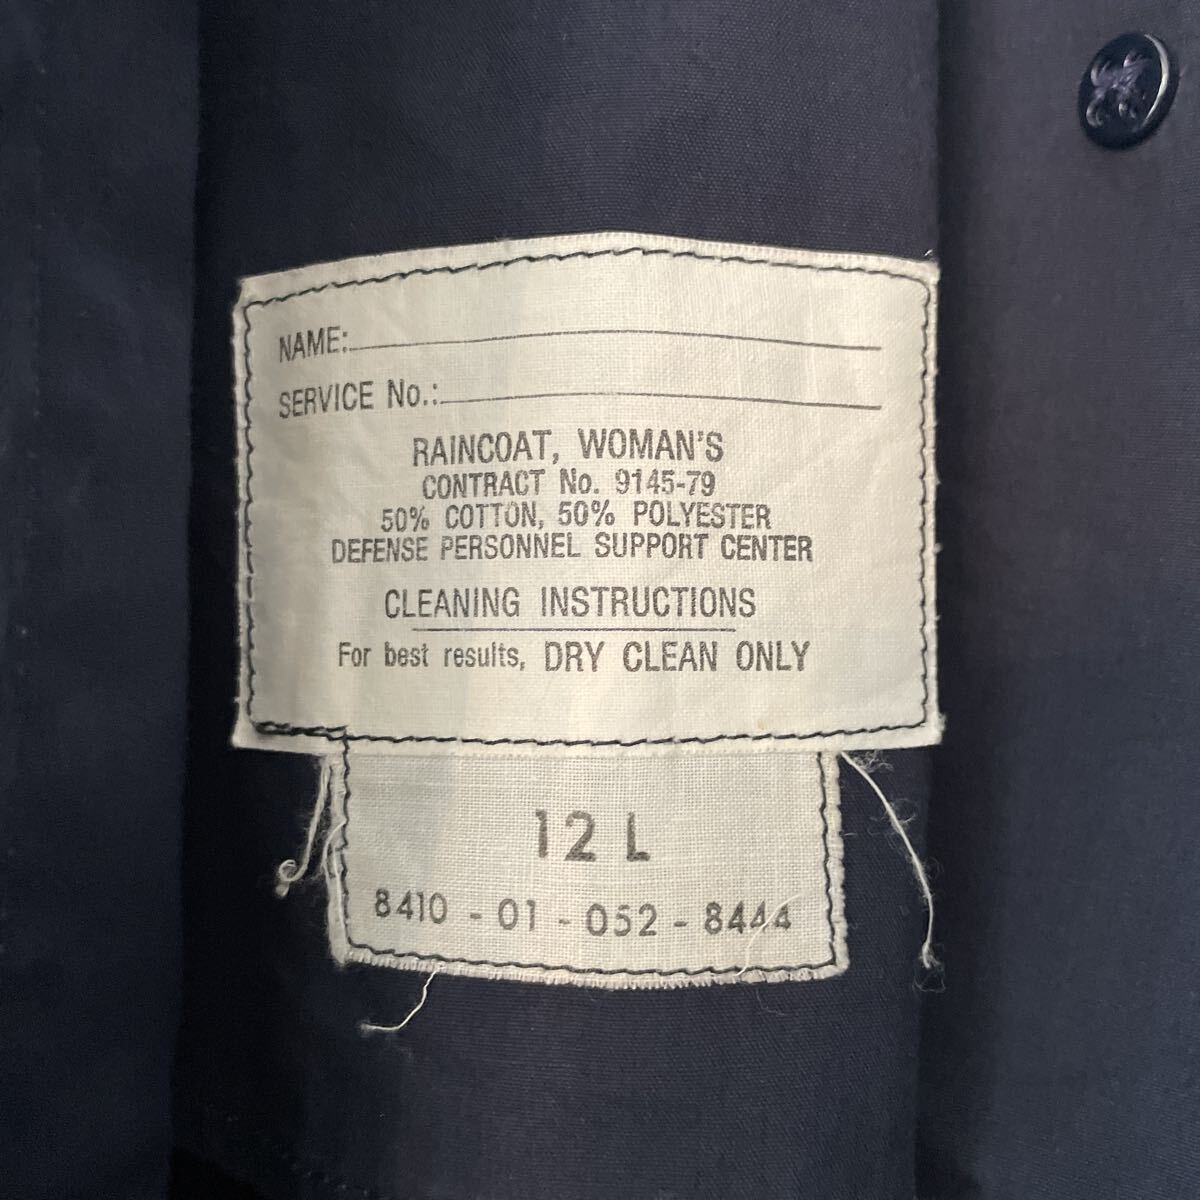 NAME:
SERVICE No.:
RAINCOAT, WOMAN'S
CONTRACT No. 9145-79
50% COTTON, 50% POLYESTER
DEFENSE PERSONNEL SUPPORT CENTER
CLEANING INSTRUCTIONS
For best results, DRY CLEAN ONLY
12 L
8410 - 01 - 052 - 8444